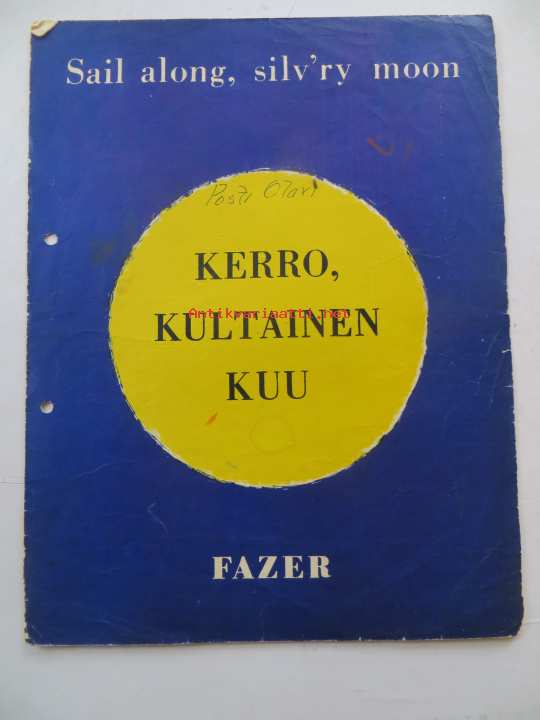 Sail along, silv'ry moon
Posti Olavi
KERRO,
Antikvariaatti.net
KULTAINEN
KUU
FAZER